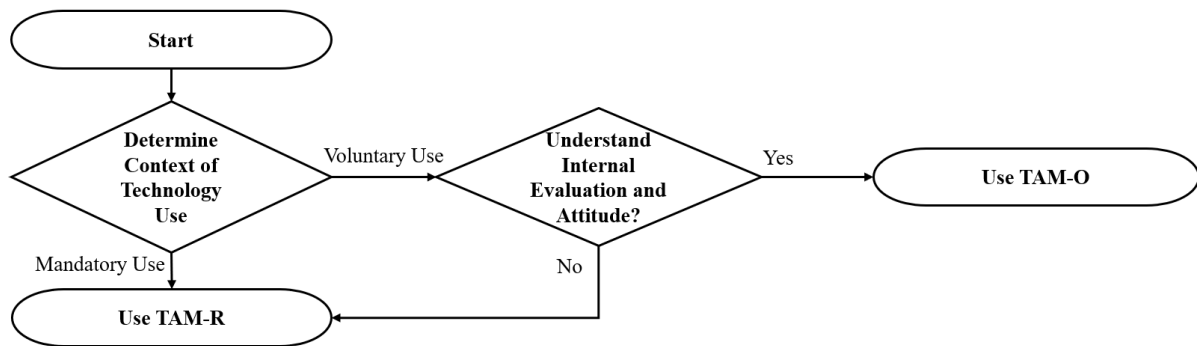 Start
Determine
Context of
Technology
Use
Voluntary Use
Understand
Internal
Evaluation and
Attitude?
Yes
Use TAM-O
Mandatory Use
No
Use TAM-R